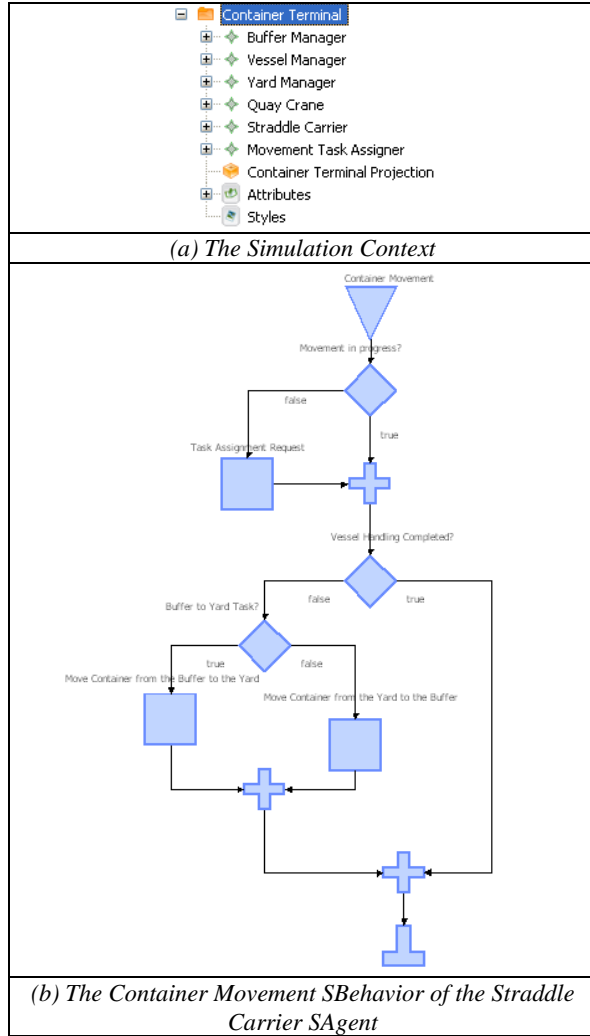 Container Terminal
Buffer Manager
Vessel Manager
Yard Manager
Quay Crane
Straddle Carrier
Movement Task Assigner
Container Terminal Projection
Attributes
Styles
(a) The Simulation Context
Container Movement
Movement in progress?
false
true
Task Assignment Request
Vessel Handling Completed?
false
true
Buffer to Yard Task?
true
false
Move Container from the Buffer to the Yard
Move Container from the Yard to the Buffer
(b) The Container Movement SBehavior of the Straddle
Carrier SAgent